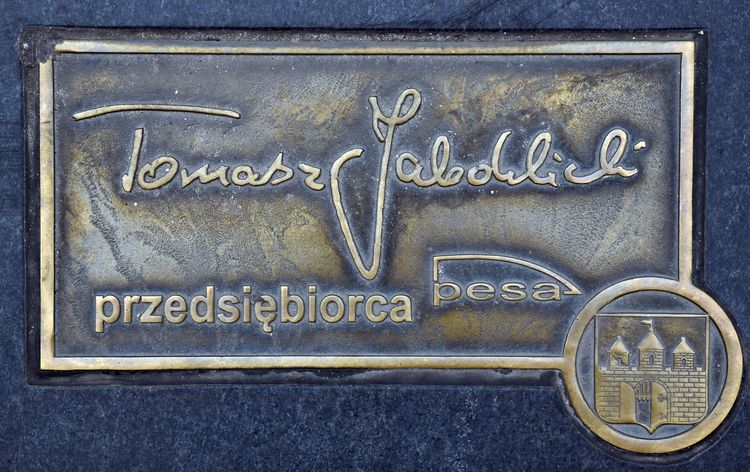 Tomasz Zaboklicki
przedsiębiorca
pesa